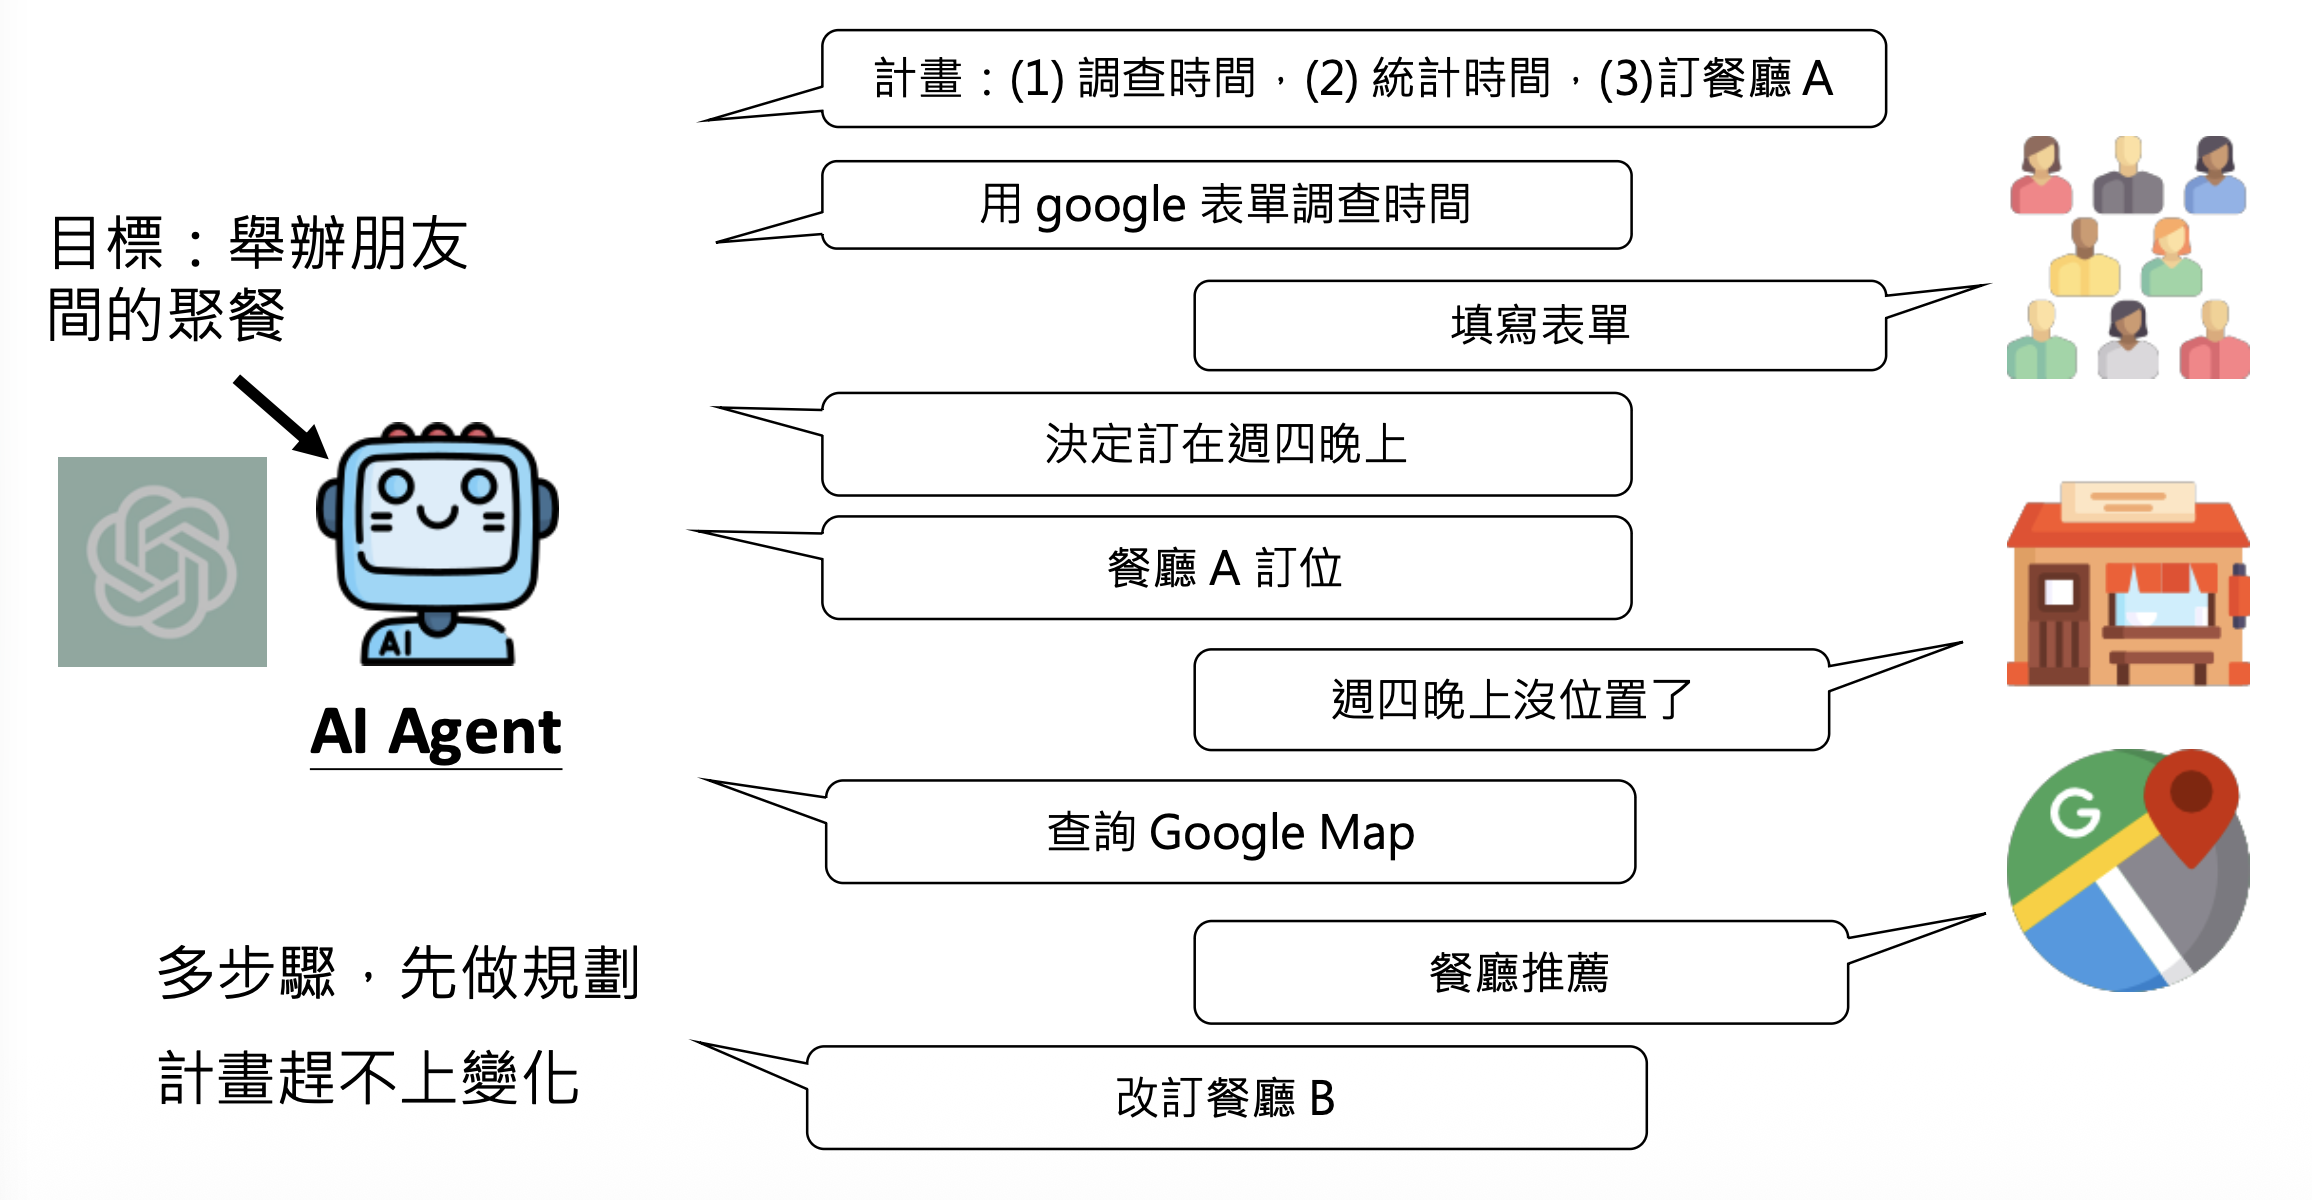 計畫：(1) 調查時間，(2) 統計時間，(3)訂餐廳 A
用 google 表單調查時間
目標：舉辦朋友
間的聚餐
填寫表單
決定訂在週四晚上
餐廳 A 訂位
AI
AI Agent
週四晚上沒位置了
查詢 Google Map
G
多步驟，先做規劃
餐廳推薦
計畫趕不上變化
改訂餐廳 B